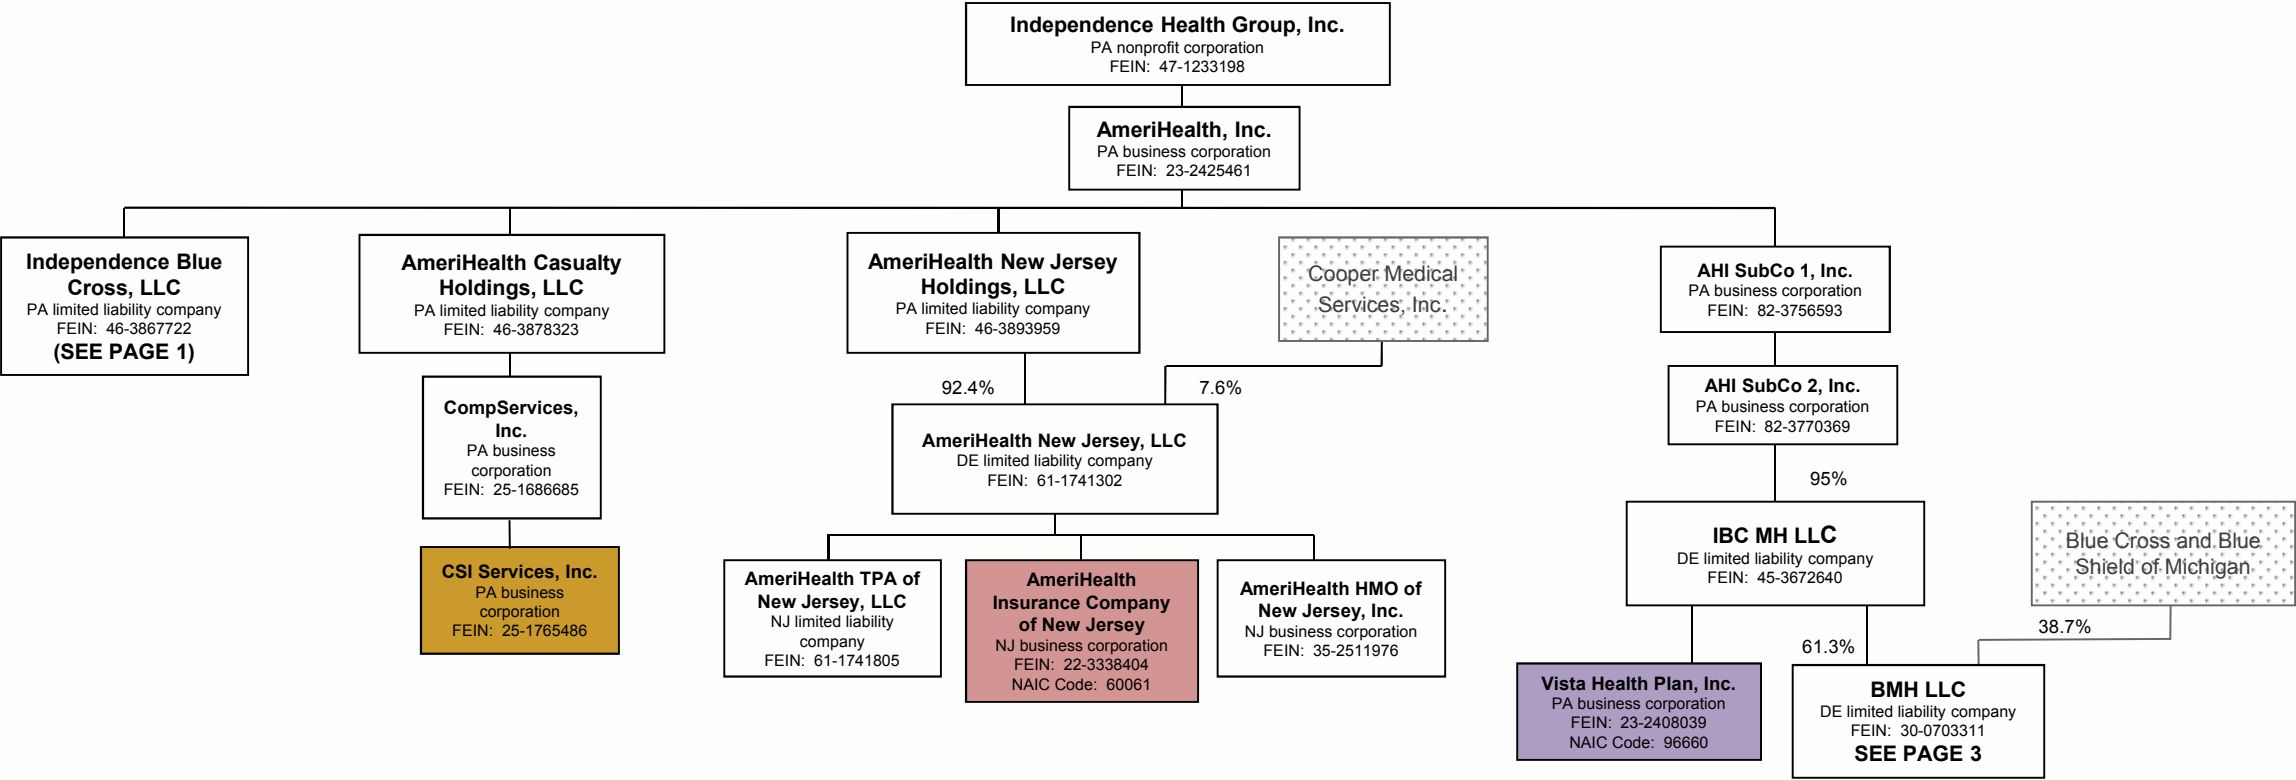 Independence Health Group, Inc.
PA nonprofit corporation
FEIN: 47-1233198
AmeriHealth, Inc.
PA business corporation
FEIN: 23-2425461
Independence Blue
Cross, LLC
PA limited liability company
FEIN: 46-3867722
(SEE PAGE 1)
AmeriHealth Casualty
Holdings, LLC
PA limited liability company
FEIN: 46-3878323
AmeriHealth New Jersey
Holdings, LLC
PA limited liability company
FEIN: 46-3893959
Cooper Medical
Services, Inc.
AHI SubCo 1, Inc.
PA business corporation
FEIN: 82-3756593
CompServices,
Inc.
PA business
corporation
FEIN: 25-1686685
92.4%
7.6%
AmeriHealth New Jersey, LLC
DE limited liability company
FEIN: 61-1741302
AHI SubCo 2, Inc.
PA business corporation
FEIN: 82-3770369
95%
CSI Services, Inc.
PA business
corporation
FEIN: 25-1765486
AmeriHealth TPA of
New Jersey, LLC
NJ limited liability
company
FEIN: 61-1741805
AmeriHealth
Insurance Company
of New Jersey
NJ business corporation
FEIN: 22-3338404
NAIC Code: 60061
AmeriHealth HMO of
New Jersey, Inc.
NJ business corporation
FEIN: 35-2511976
IBC MH LLC
DE limited liability company
FEIN: 45-3672640
Blue Cross and Blue
Shield of Michigan
61.3%
38.7%
Vista Health Plan, Inc.
PA business corporation
FEIN: 23-2408039
NAIC Code: 96660
BMH LLC
DE limited liability company
FEIN: 30-0703311
SEE PAGE 3